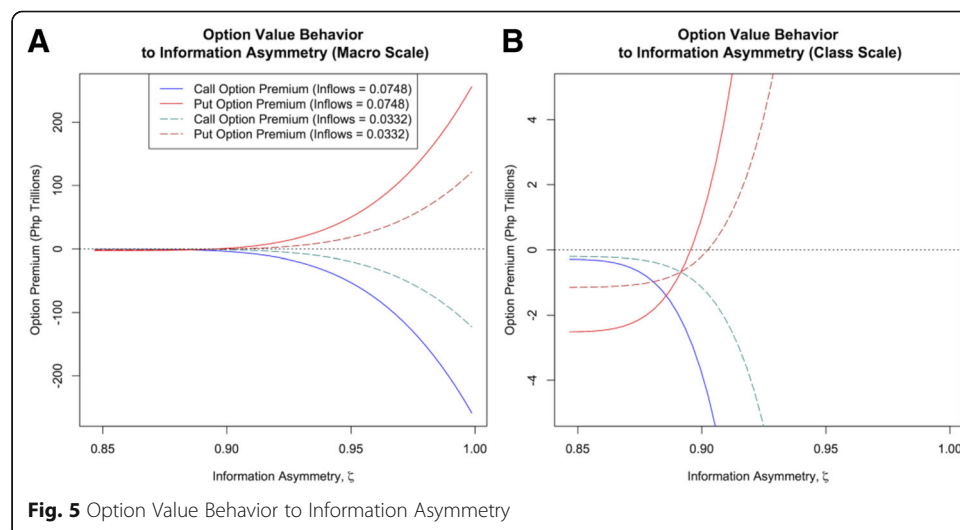 A
Option Value Behavior
to Information Asymmetry (Macro Scale)
Call Option Premium (Inflows = 0.0748)
Put Option Premium (Inflows = 0.0748)
Call Option Premium (Inflows = 0.0332)
Put Option Premium (Inflows = 0.0332)
Option Premium (Php Trillions)
200
100
0
-100
-200
0.85 0.90 0.95 1.00
Information Asymmetry, ζ
B
Option Value Behavior
to Information Asymmetry (Class Scale)
Option Premium (Php Trillions)
4
2
0
-2
-4
0.85 0.90 0.95 1.00
Information Asymmetry, ζ
Fig. 5 Option Value Behavior to Information Asymmetry